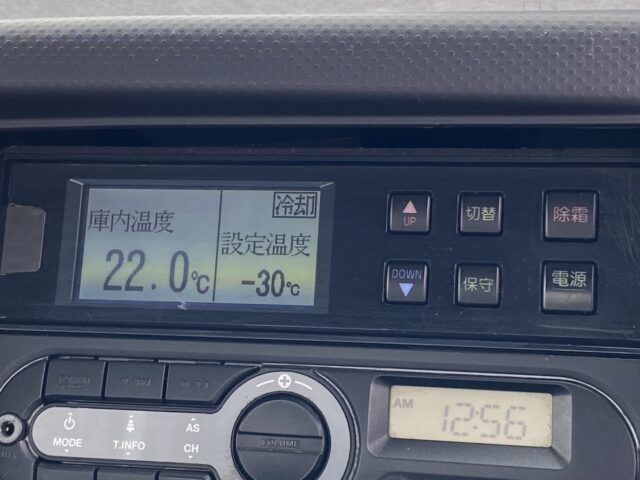 冷却
庫内温度
22.0℃
設定温度
-30℃
UP
切替
除霜
DOWN
保守
電源
MODE
T.INFO
AS
CH
VOLUME
AM 12:56